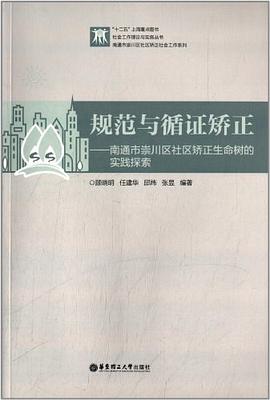 "十二五"上海重点图书
社会工作理论与实务丛书
南通市崇川区社区矫正社会工作系列
规范与循证矫正
——南通市崇川区社区矫正生命树的
实践探索
◎顾晓明 任建华 邱炜 张昱 编著
华东理工大学出版社